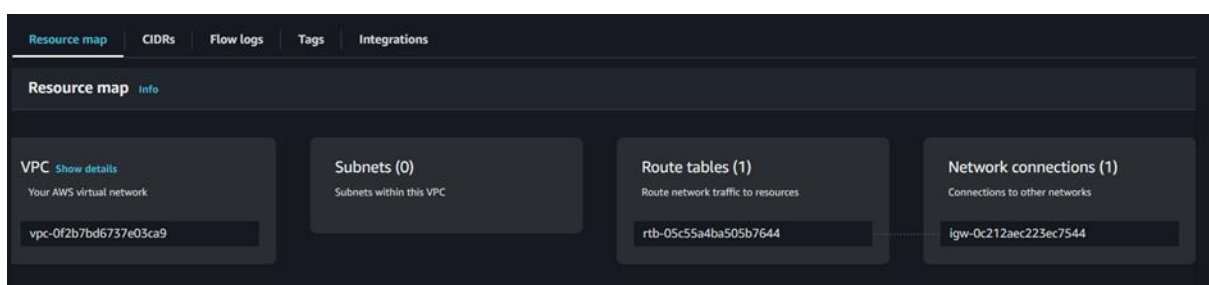 Resource map CIDRs Flow logs Tags Integrations
Resource map Info
VPC Show details
Your AWS virtual network
vpc-0f2b7bd6737e03ca9
Subnets (0)
Subnets within this VPC
Route tables (1)
Route network traffic to resources
rtb-05c55a4ba505b7644
Network connections (1)
Connections to other networks
igw-0c212aec223ec7544